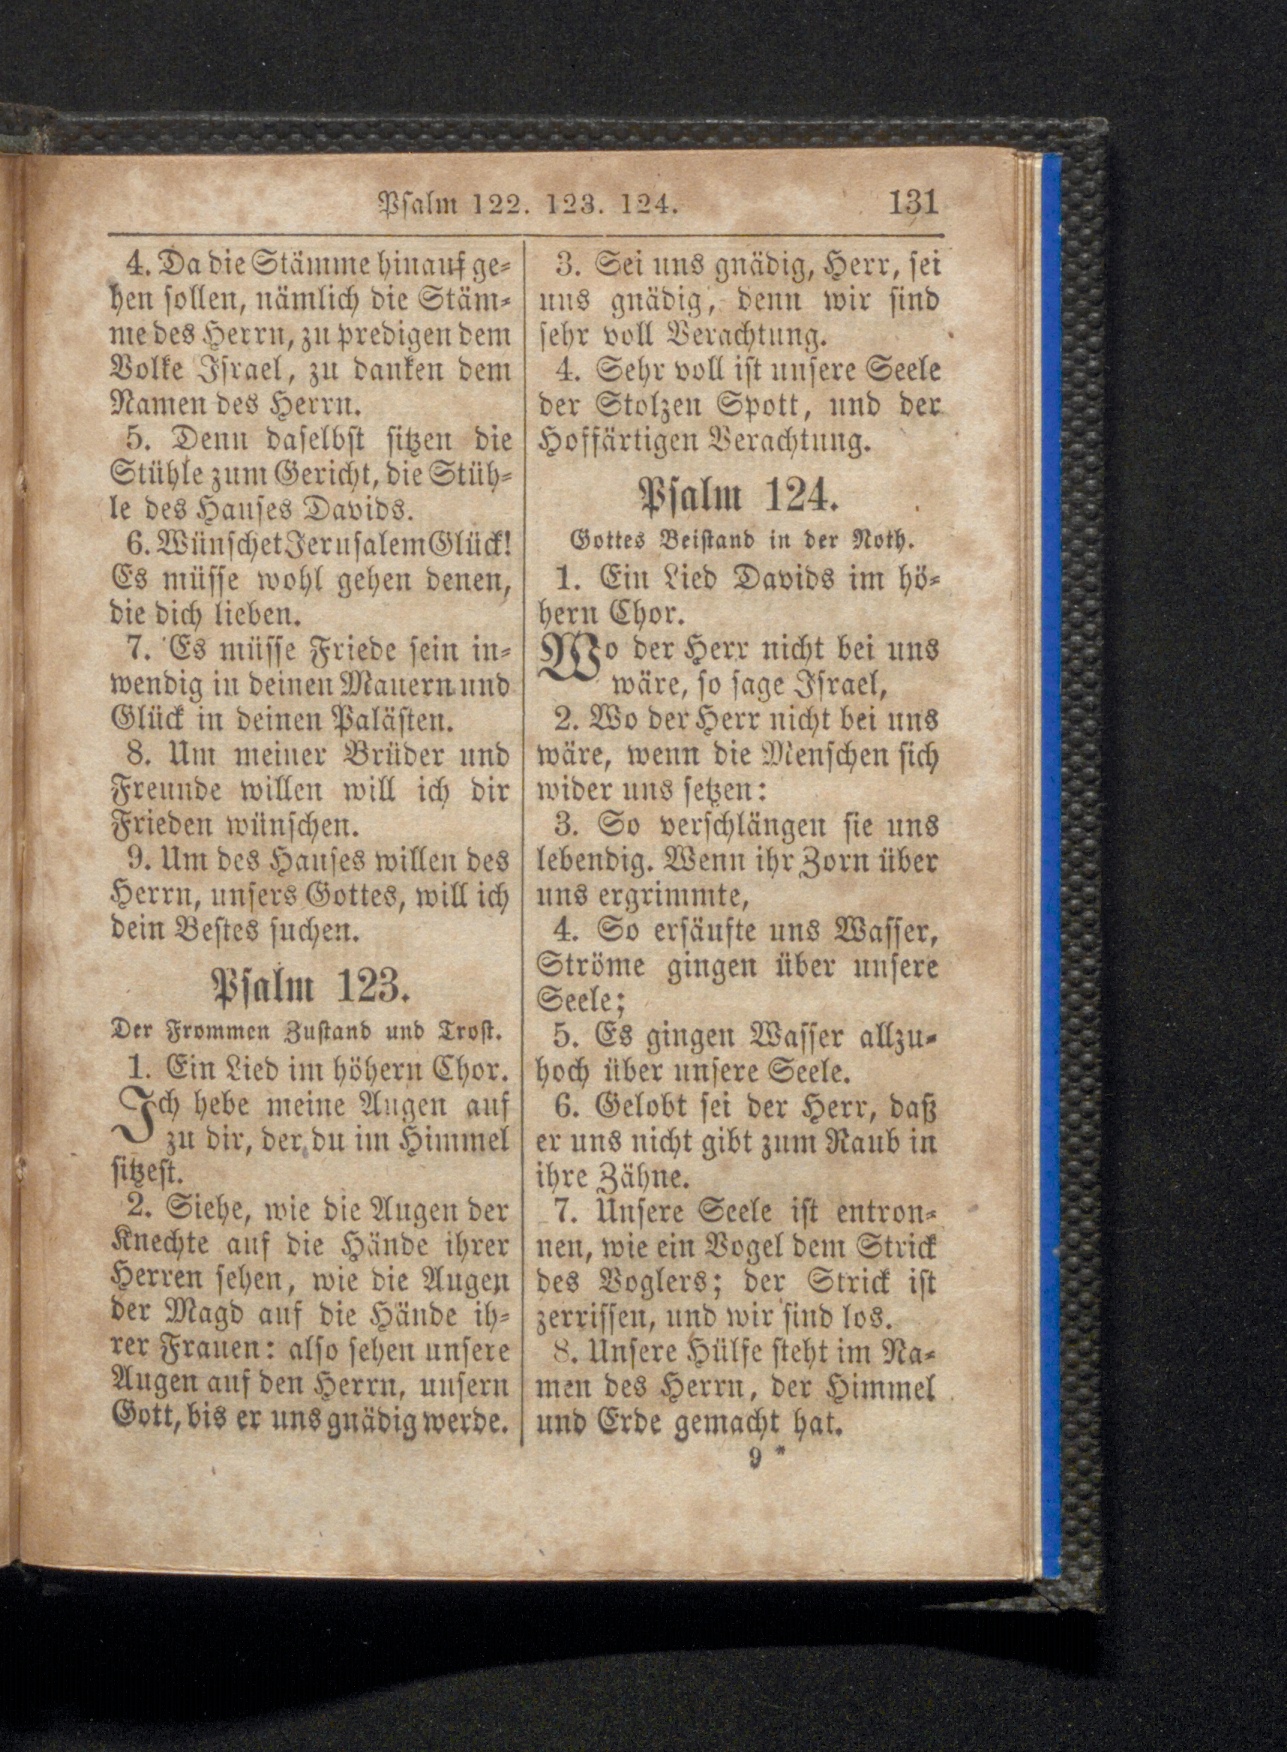 Psalm 122. 123. 124. 131
4. Da die Stämme hinauf ge-
hen sollen, nämlich die Stäm-
me des Herrn, zu predigen dem
Volke Israel, zu danken dem
Namen des Herrn.
5. Denn daselbst sitzen die
Stühle zum Gericht, die Stüh-
le des Hauses Davids.
6. Wünschet Jerusalem Glück!
Es müsse wohl gehen denen,
die dich lieben.
7. Es müsse Friede sein in-
wendig in deinen Mauern und
Glück in deinen Palästen.
8. Um meiner Brüder und
Freunde willen will ich dir
Frieden wünschen.
9. Um des Hauses willen des
Herrn, unsers Gottes, will ich
dein Bestes suchen.
Psalm 123.
Der Frommen Zustand und Trost.
1. Ein Lied im höhern Chor.
Ich hebe meine Augen auf
zu dir, der du im Himmel
sitzest.
2. Siehe, wie die Augen der
Knechte auf die Hände ihrer
Herren sehen, wie die Augen
der Magd auf die Hände ih-
rer Frauen: also sehen unsere
Augen auf den Herrn, unsern
Gott, bis er uns gnädig werde.
3. Sei uns gnädig, Herr, sei
uns gnädig, denn wir sind
sehr voll Verachtung.
4. Sehr voll ist unsere Seele
der Stolzen Spott, und der
Hoffärtigen Verachtung.
Psalm 124.
Gottes Beistand in der Noth.
1. Ein Lied Davids im hö-
hern Chor.
Wo der Herr nicht bei uns
wäre, so sage Israel,
2. Wo der Herr nicht bei uns
wäre, wenn die Menschen sich
wider uns setzen:
3. So verschlängen sie uns
lebendig. Wenn ihr Zorn über
uns ergrimmte,
4. So ersäufte uns Wasser,
Ströme gingen über unsere
Seele;
5. Es gingen Wasser allzu-
hoch über unsere Seele.
6. Gelobt sei der Herr, daß
er uns nicht gibt zum Raub in
ihre Zähne.
7. Unsere Seele ist entron-
nen, wie ein Vogel dem Strick
des Voglers; der Strick ist
zerrissen, und wir sind los.
8. Unsere Hülfe steht im Na-
men des Herrn, der Himmel
und Erde gemacht hat.
9 *